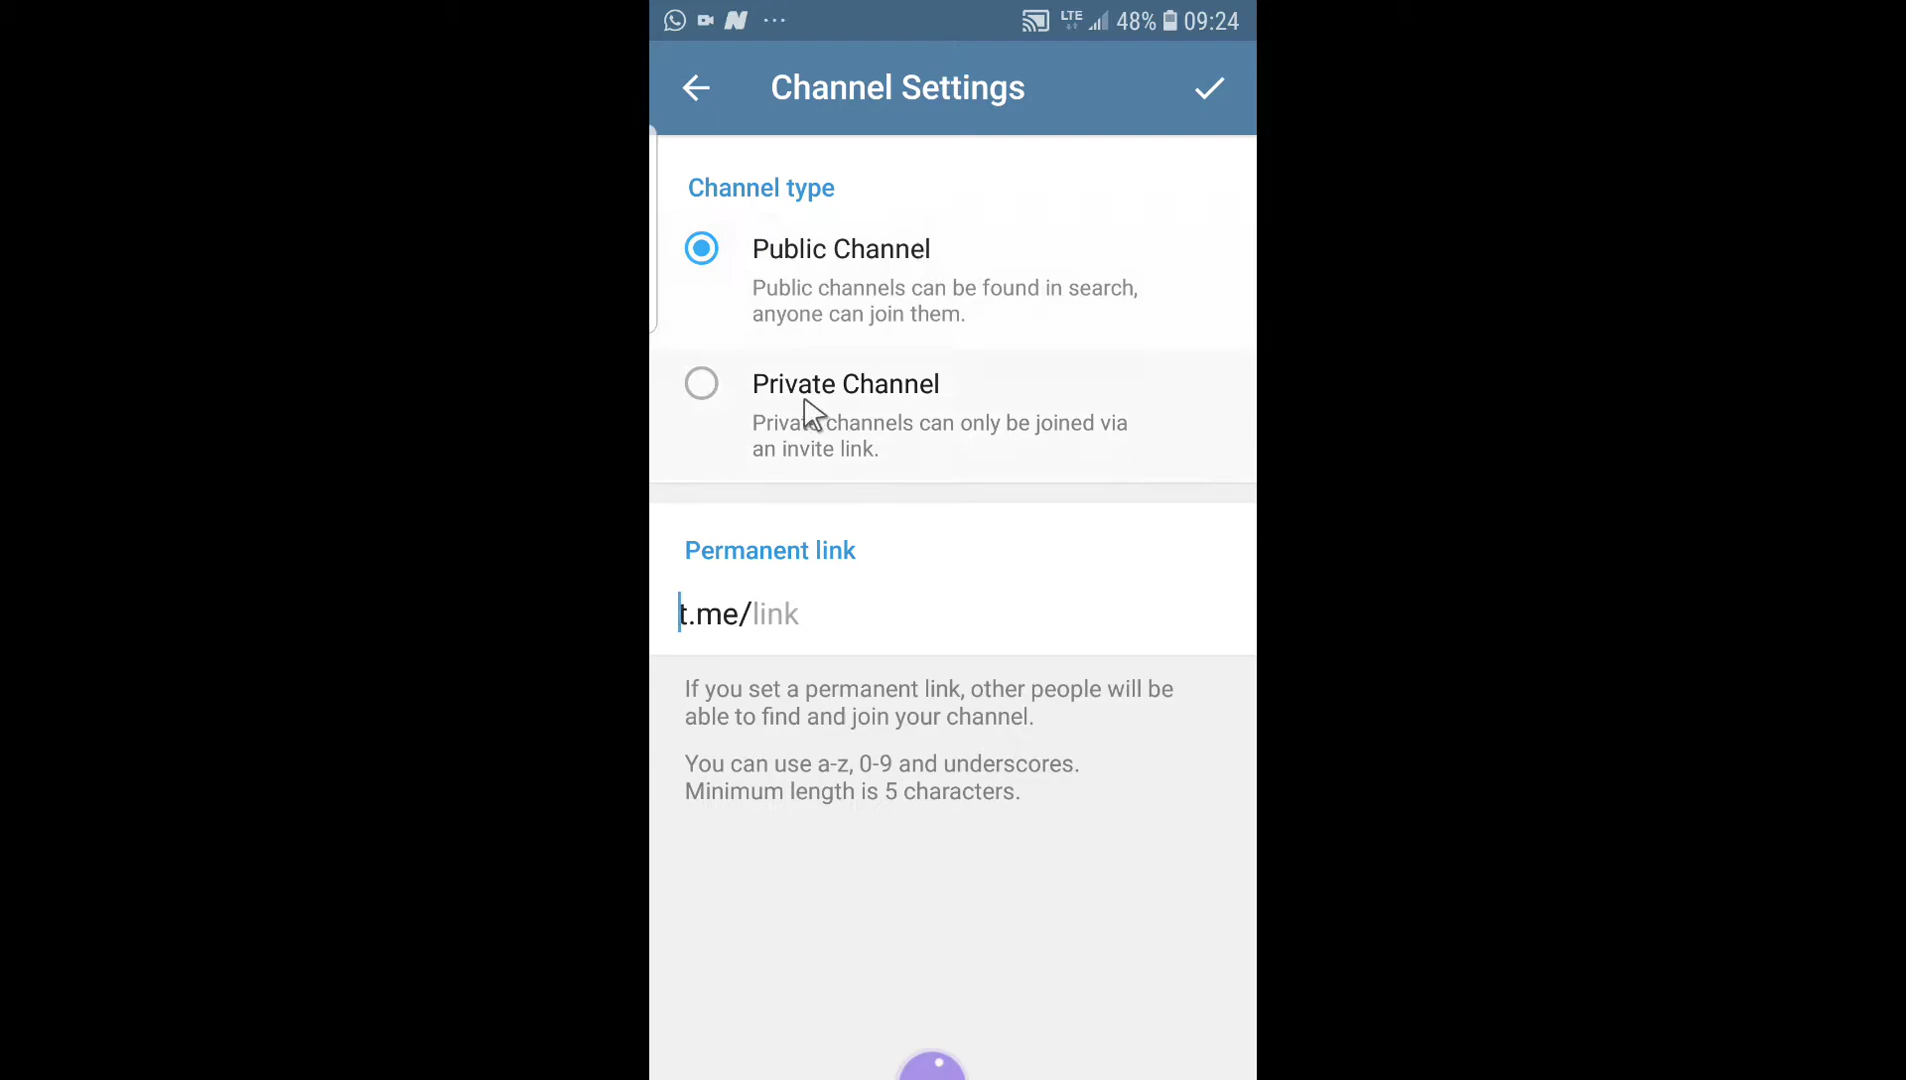 LTE 48% 09:24
Channel Settings
Channel type
Public Channel
Public channels can be found in search,
anyone can join them.
Private Channel
Private channels can only be joined via
an invite link.
Permanent link
t.me/link
If you set a permanent link, other people will be
able to find and join your channel.
You can use a-z, 0-9 and underscores.
Minimum length is 5 characters.